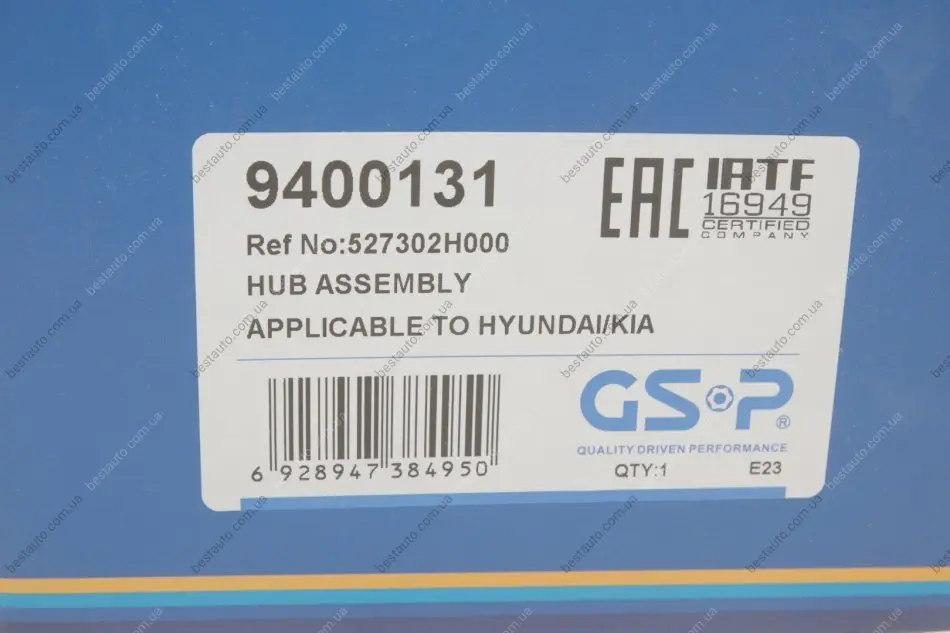 9400131
Ref No:527302H000
HUB ASSEMBLY
APPLICABLE TO HYUNDAI/KIA
EAC
IATF
16949
CERTIFIED
COMPANY
6 928947 384950
GSP®
QUALITY DRIVEN PERFORMANCE
QTY:1 E23
bestauto.com.ua